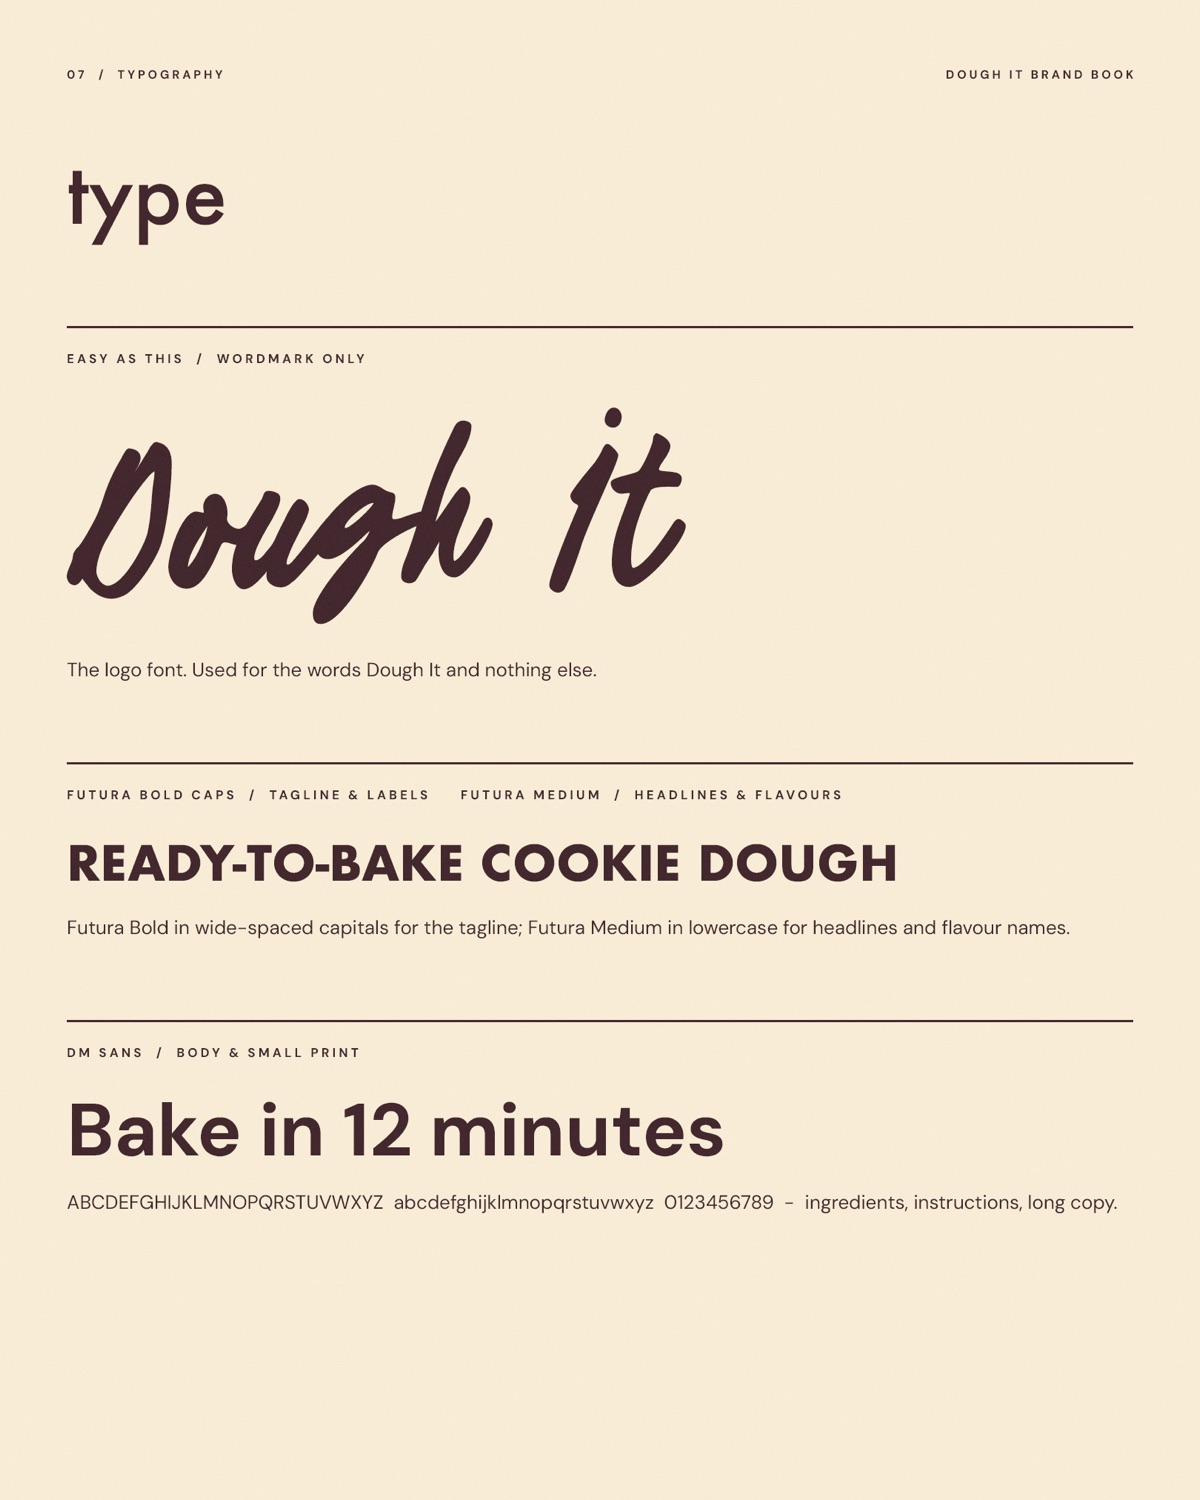 07 / TYPOGRAPHY
DOUGH IT BRAND BOOK
type
EASY AS THIS / WORDMARK ONLY
Dough it
The logo font. Used for the words Dough It and nothing else.
FUTURA BOLD CAPS / TAGLINE & LABELS FUTURA MEDIUM / HEADLINES & FLAVOURS
READY-TO-BAKE COOKIE DOUGH
Futura Bold in wide-spaced capitals for the tagline; Futura Medium in lowercase for headlines and flavour names.
DM SANS / BODY & SMALL PRINT
Bake in 12 minutes
ABCDEFGHIJKLMNOPQRSTUVWXYZ abcdefghijklmnopqrstuvwxyz 0123456789 - ingredients, instructions, long copy.